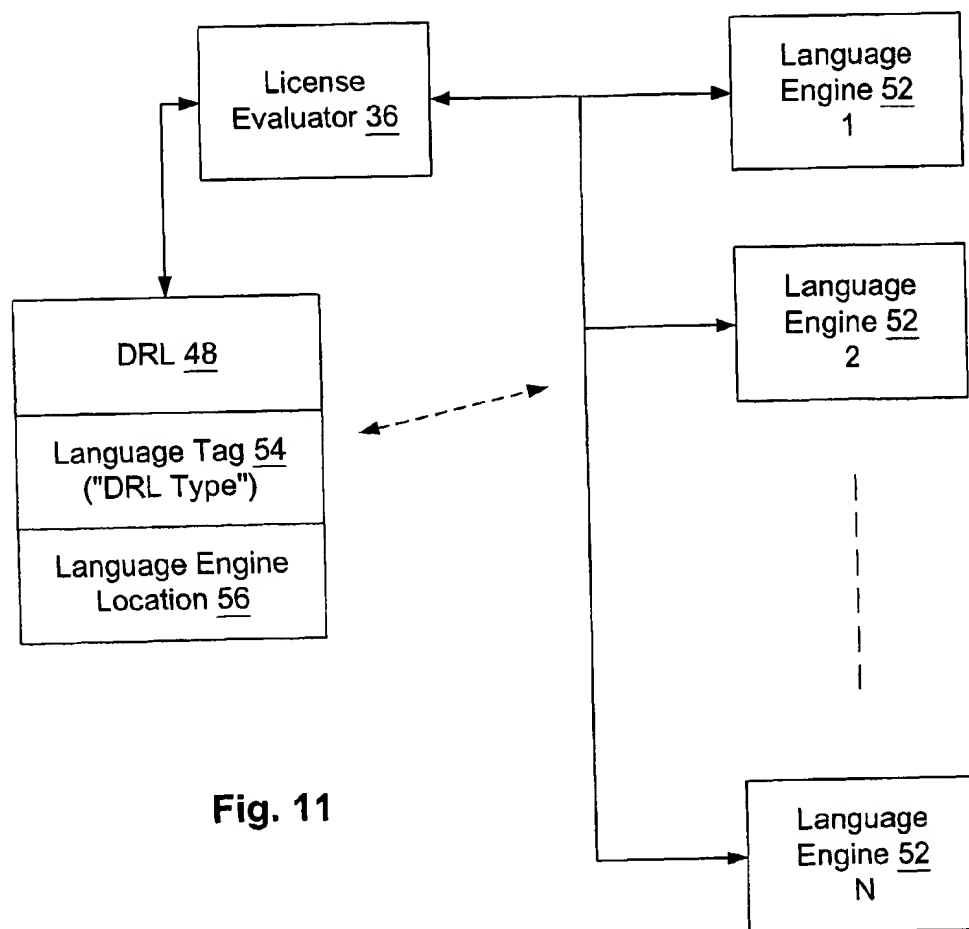 License
Evaluator 36
Language
Engine 52
1
Language
Engine 52
2
DRL 48
Language Tag 54
("DRL Type")
Language Engine
Location 56
Fig. 11
Language
Engine 52
N